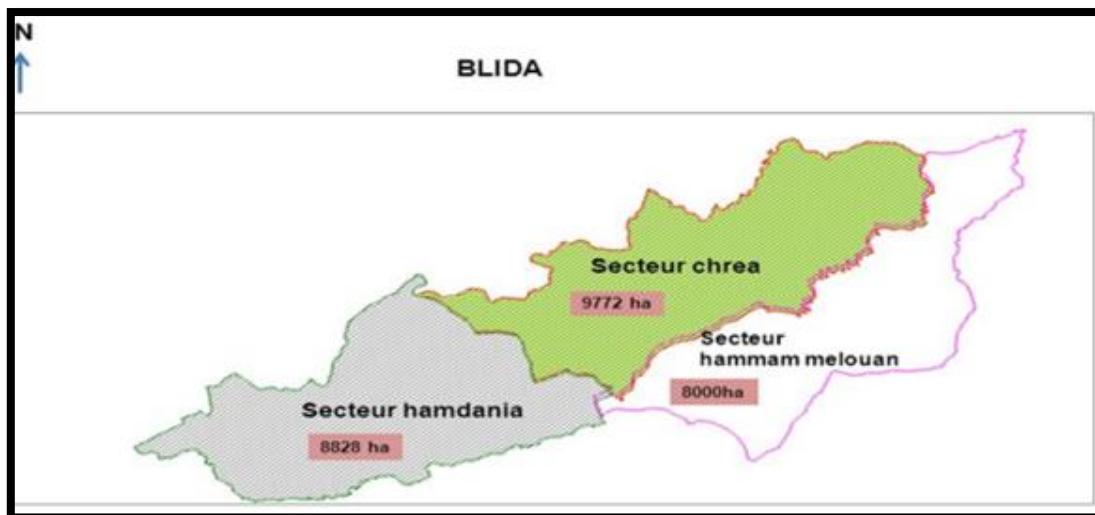 N
BLIDA
Secteur chrea
9772 ha
Secteur
hammam melouan
8000ha
Secteur hamdania
8828 ha